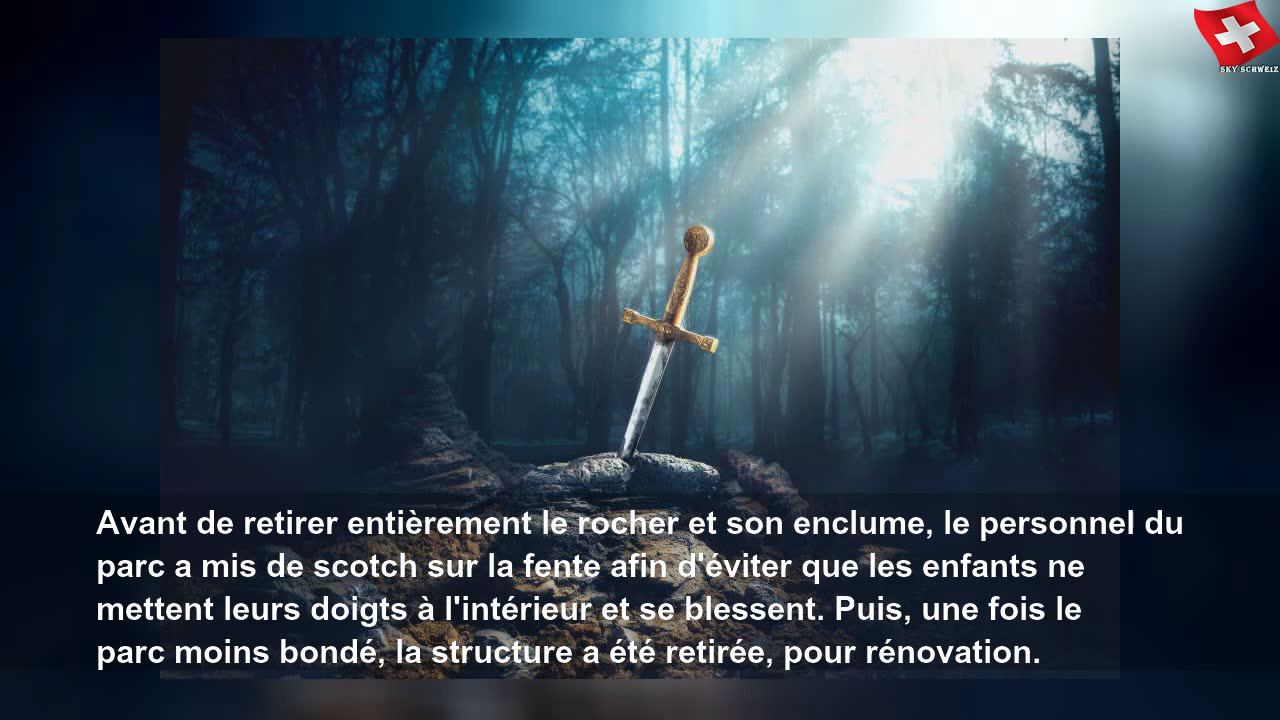 SKY SCHWEIZ
Avant de retirer entièrement le rocher et son enclume, le personnel du
parc a mis de scotch sur la fente afin d'éviter que les enfants ne
mettent leurs doigts à l'intérieur et se blessent. Puis, une fois le
parc moins bondé, la structure a été retirée, pour rénovation.